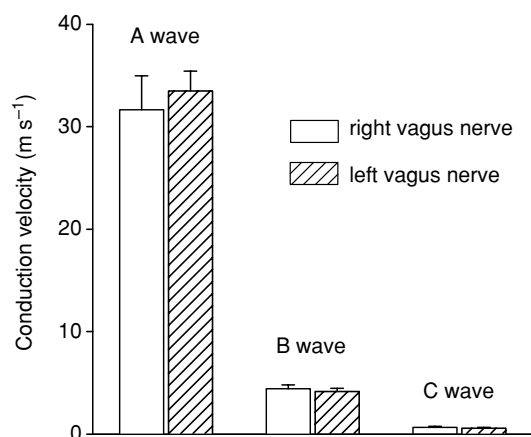 40
30
20
10
0
Conduction velocity (m s⁻¹)
A wave
B wave
C wave
right vagus nerve
left vagus nerve